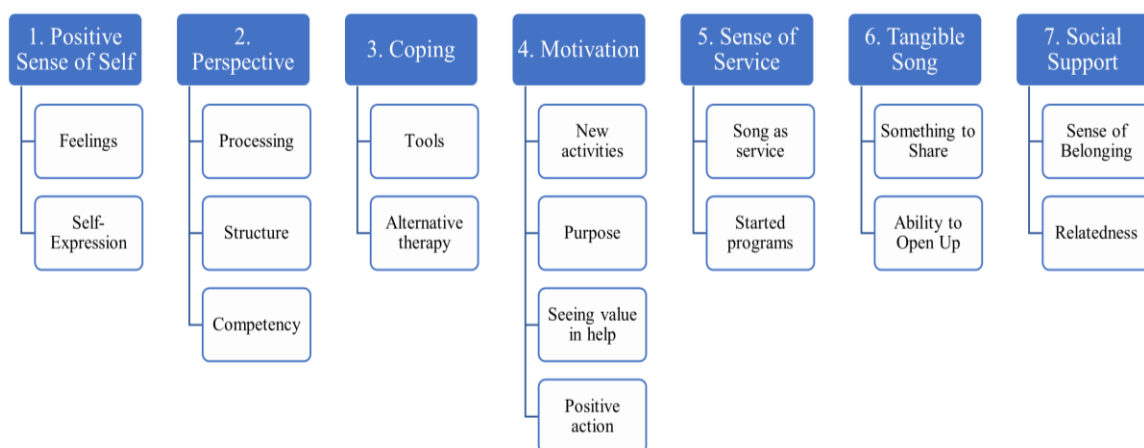 1. Positive
Sense of Self
Feelings
Self-
Expression
2.
Perspective
Processing
Structure
Competency
3. Coping
Tools
Alternative
therapy
4. Motivation
New
activities
Purpose
Seeing value
in help
Positive
action
5. Sense of
Service
Song as
service
Started
programs
6. Tangible
Song
Something to
Share
Ability to
Open Up
7. Social
Support
Sense of
Belonging
Relatedness